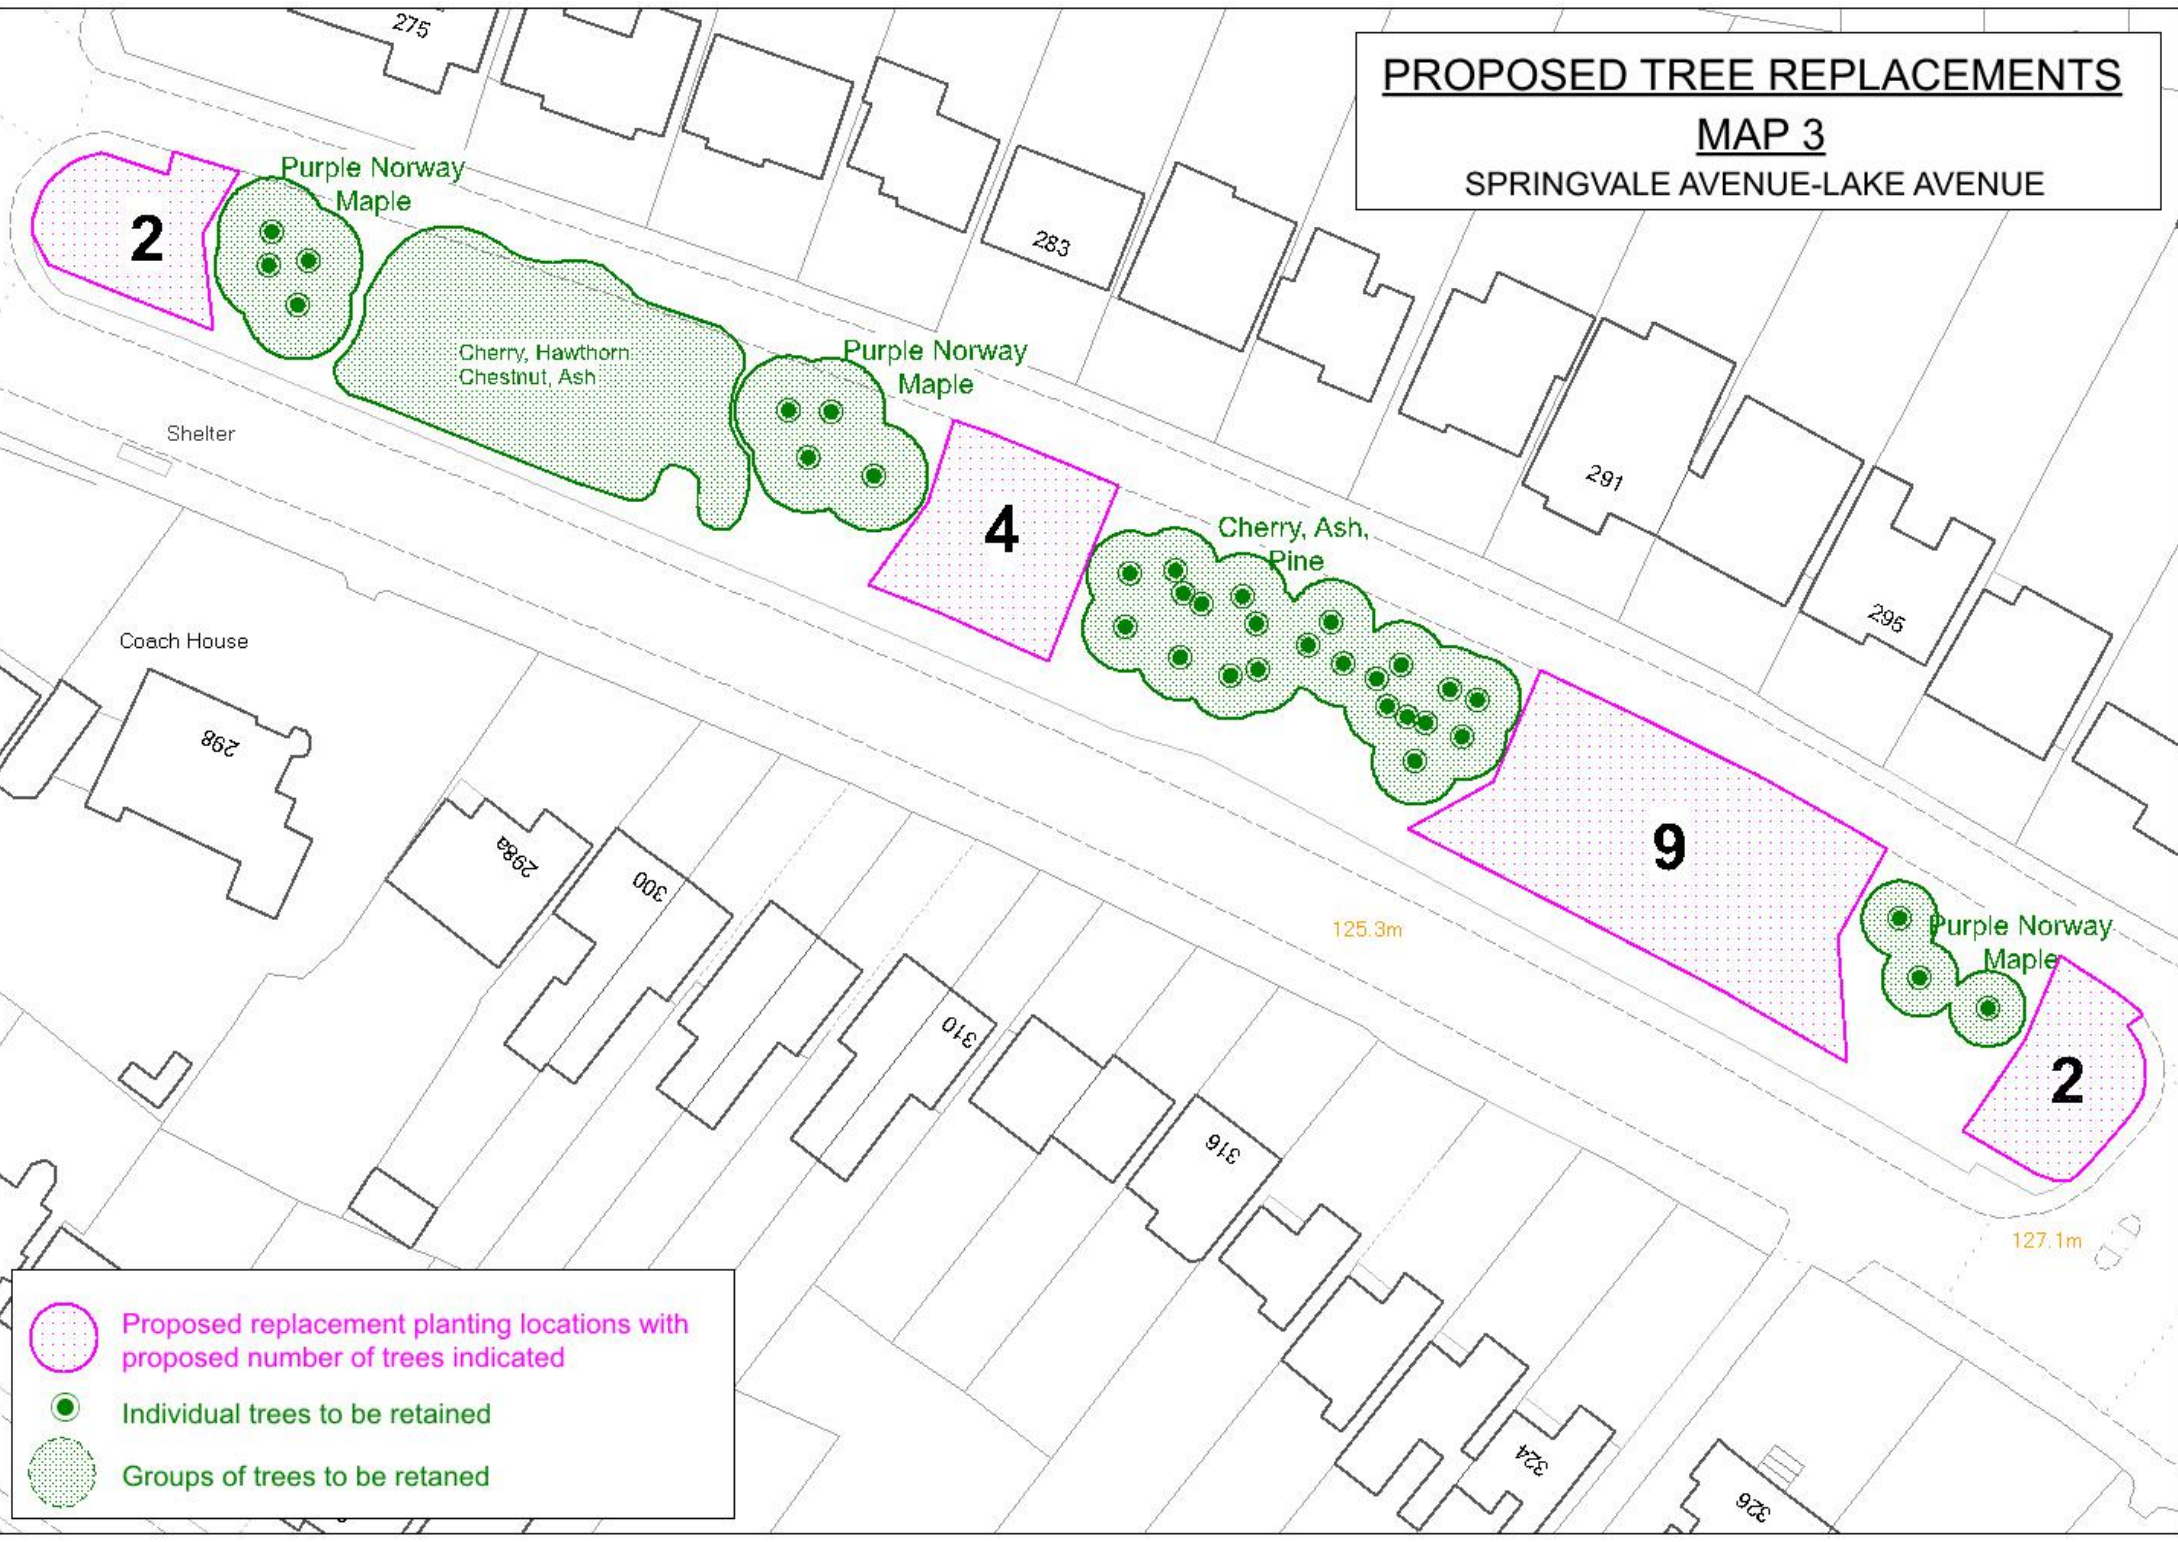 275
PROPOSED TREE REPLACEMENTS
MAP 3
SPRINGVALE AVENUE-LAKE AVENUE
Purple Norway
Maple
2
283
Cherry, Hawthorn
Chestnut, Ash
Purple Norway
Maple
Shelter
291
4
Cherry, Ash,
Pine
295
Coach House
298
298a
300
9
125.3m
Purple Norway
Maple
310
2
316
127.1m
324
326
Proposed replacement planting locations with
proposed number of trees indicated
Individual trees to be retained
Groups of trees to be retaned